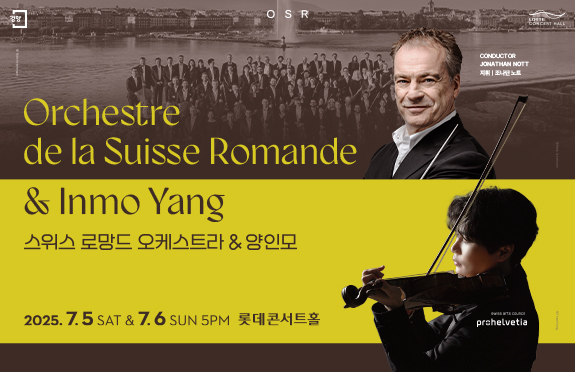 OSR
LOTTE
CONCERT HALL
CONDUCTOR
JONATHAN NOTT
지휘 | 조나단 노트
Orchestre
de la Suisse Romande
& Inmo Yang
스위스 로망드 오케스트라 & 양인모
prohelvetia
2025. 7. 5 SAT & 7. 6 SUN 5PM 롯데콘서트홀